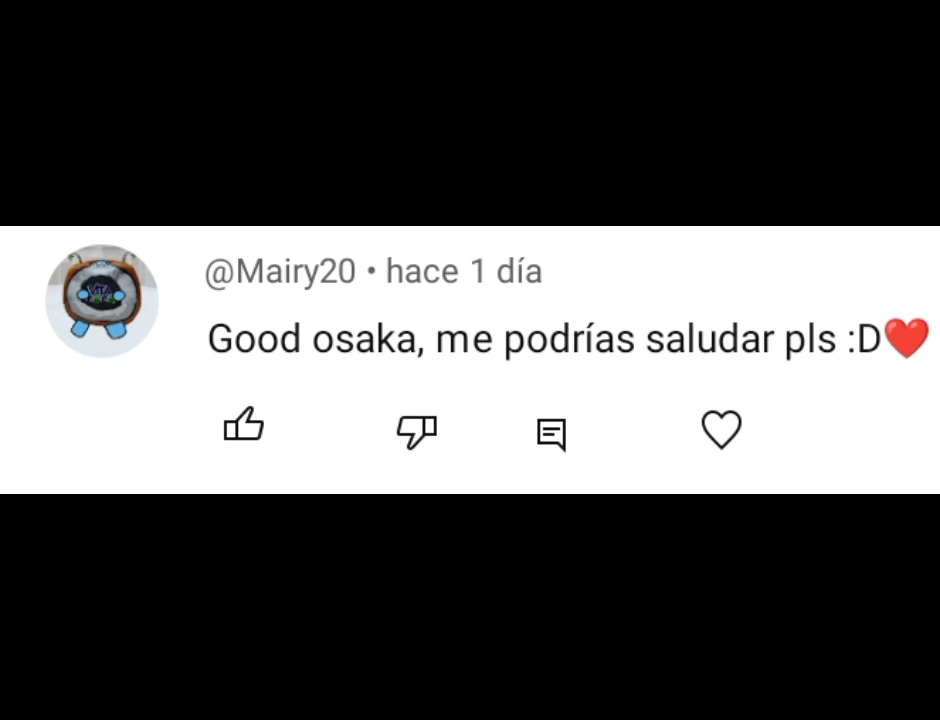 @Mairy20 • hace 1 día
Good osaka, me podrías saludar pls :D❤️